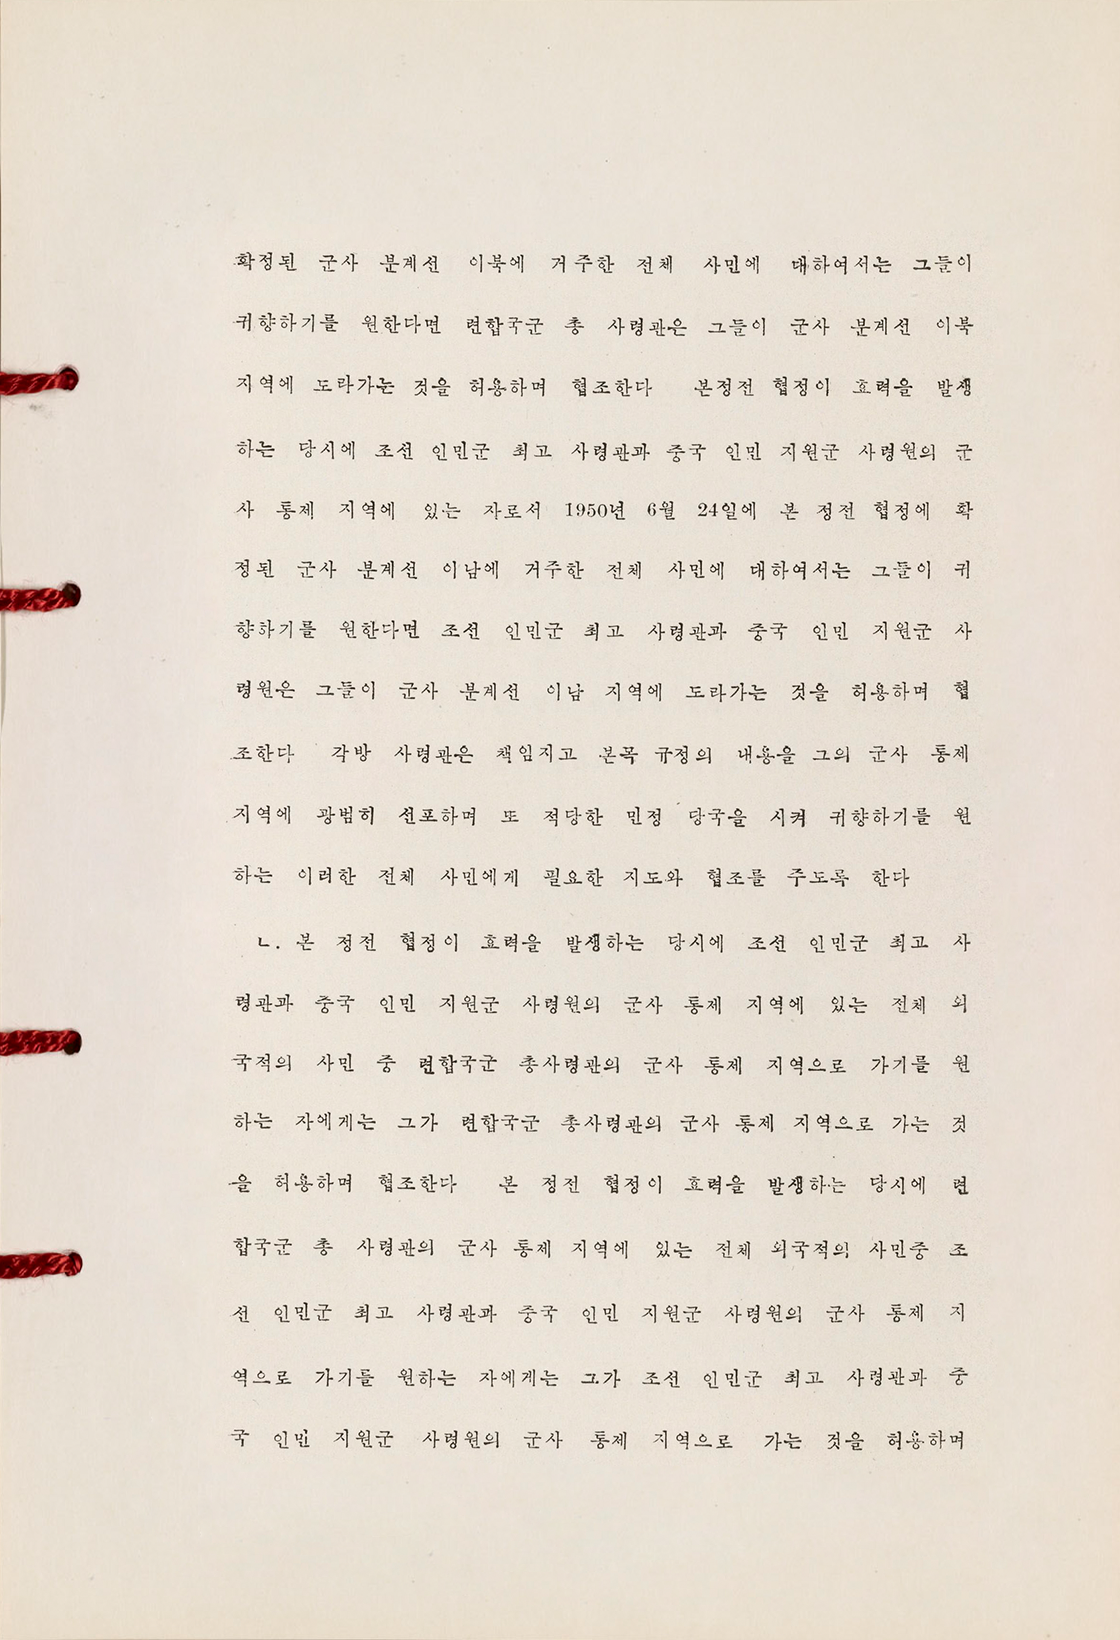 확정된 군사 분계선 이북에 거주한 전체 사민에 대하여서는 그들이
귀향하기를 원한다면 련합국군 총 사령관은 그들이 군사 분계선 이북
지역에 도라가는 것을 허용하며 협조한다 본정전 협정이 효력을 발생
하는 당시에 조선 인민군 최고 사령관과 중국 인민 지원군 사령원의 군
사 통제 지역에 있는 자로서 1950년 6월 24일에 본 정전 협정에 확
정된 군사 분계선 이남에 거주한 전체 사민에 대하여서는 그들이 귀
향하기를 원한다면 조선 인민군 최고 사령관과 중국 인민 지원군 사
령원은 그들이 군사 분계선 이남 지역에 도라가는 것을 허용하며 협
조한다 각방 사령관은 책임지고 본목 규정의 내용을 그의 군사 통제
지역에 광범히 선포하며 또 적당한 민정 당국을 시켜 귀향하기를 원
하는 이러한 전체 사민에게 필요한 지도와 협조를 주도록 한다
ㄴ. 본 정전 협정이 효력을 발생하는 당시에 조선 인민군 최고 사
령관과 중국 인민 지원군 사령원의 군사 통제 지역에 있는 전체 외
국적의 사민 중 련합국군 총사령관의 군사 통제 지역으로 가기를 원
하는 자에게는 그가 련합국군 총사령관의 군사 통제 지역으로 가는 것
을 허용하며 협조한다 본 정전 협정이 효력을 발생하는 당시에 련
합국군 총 사령관의 군사 통제 지역에 있는 전체 외국적의 사민중 조
선 인민군 최고 사령관과 중국 인민 지원군 사령원의 군사 통제 지
역으로 가기를 원하는 자에게는 그가 조선 인민군 최고 사령관과 중
국 인민 지원군 사령원의 군사 통제 지역으로 가는 것을 허용하며